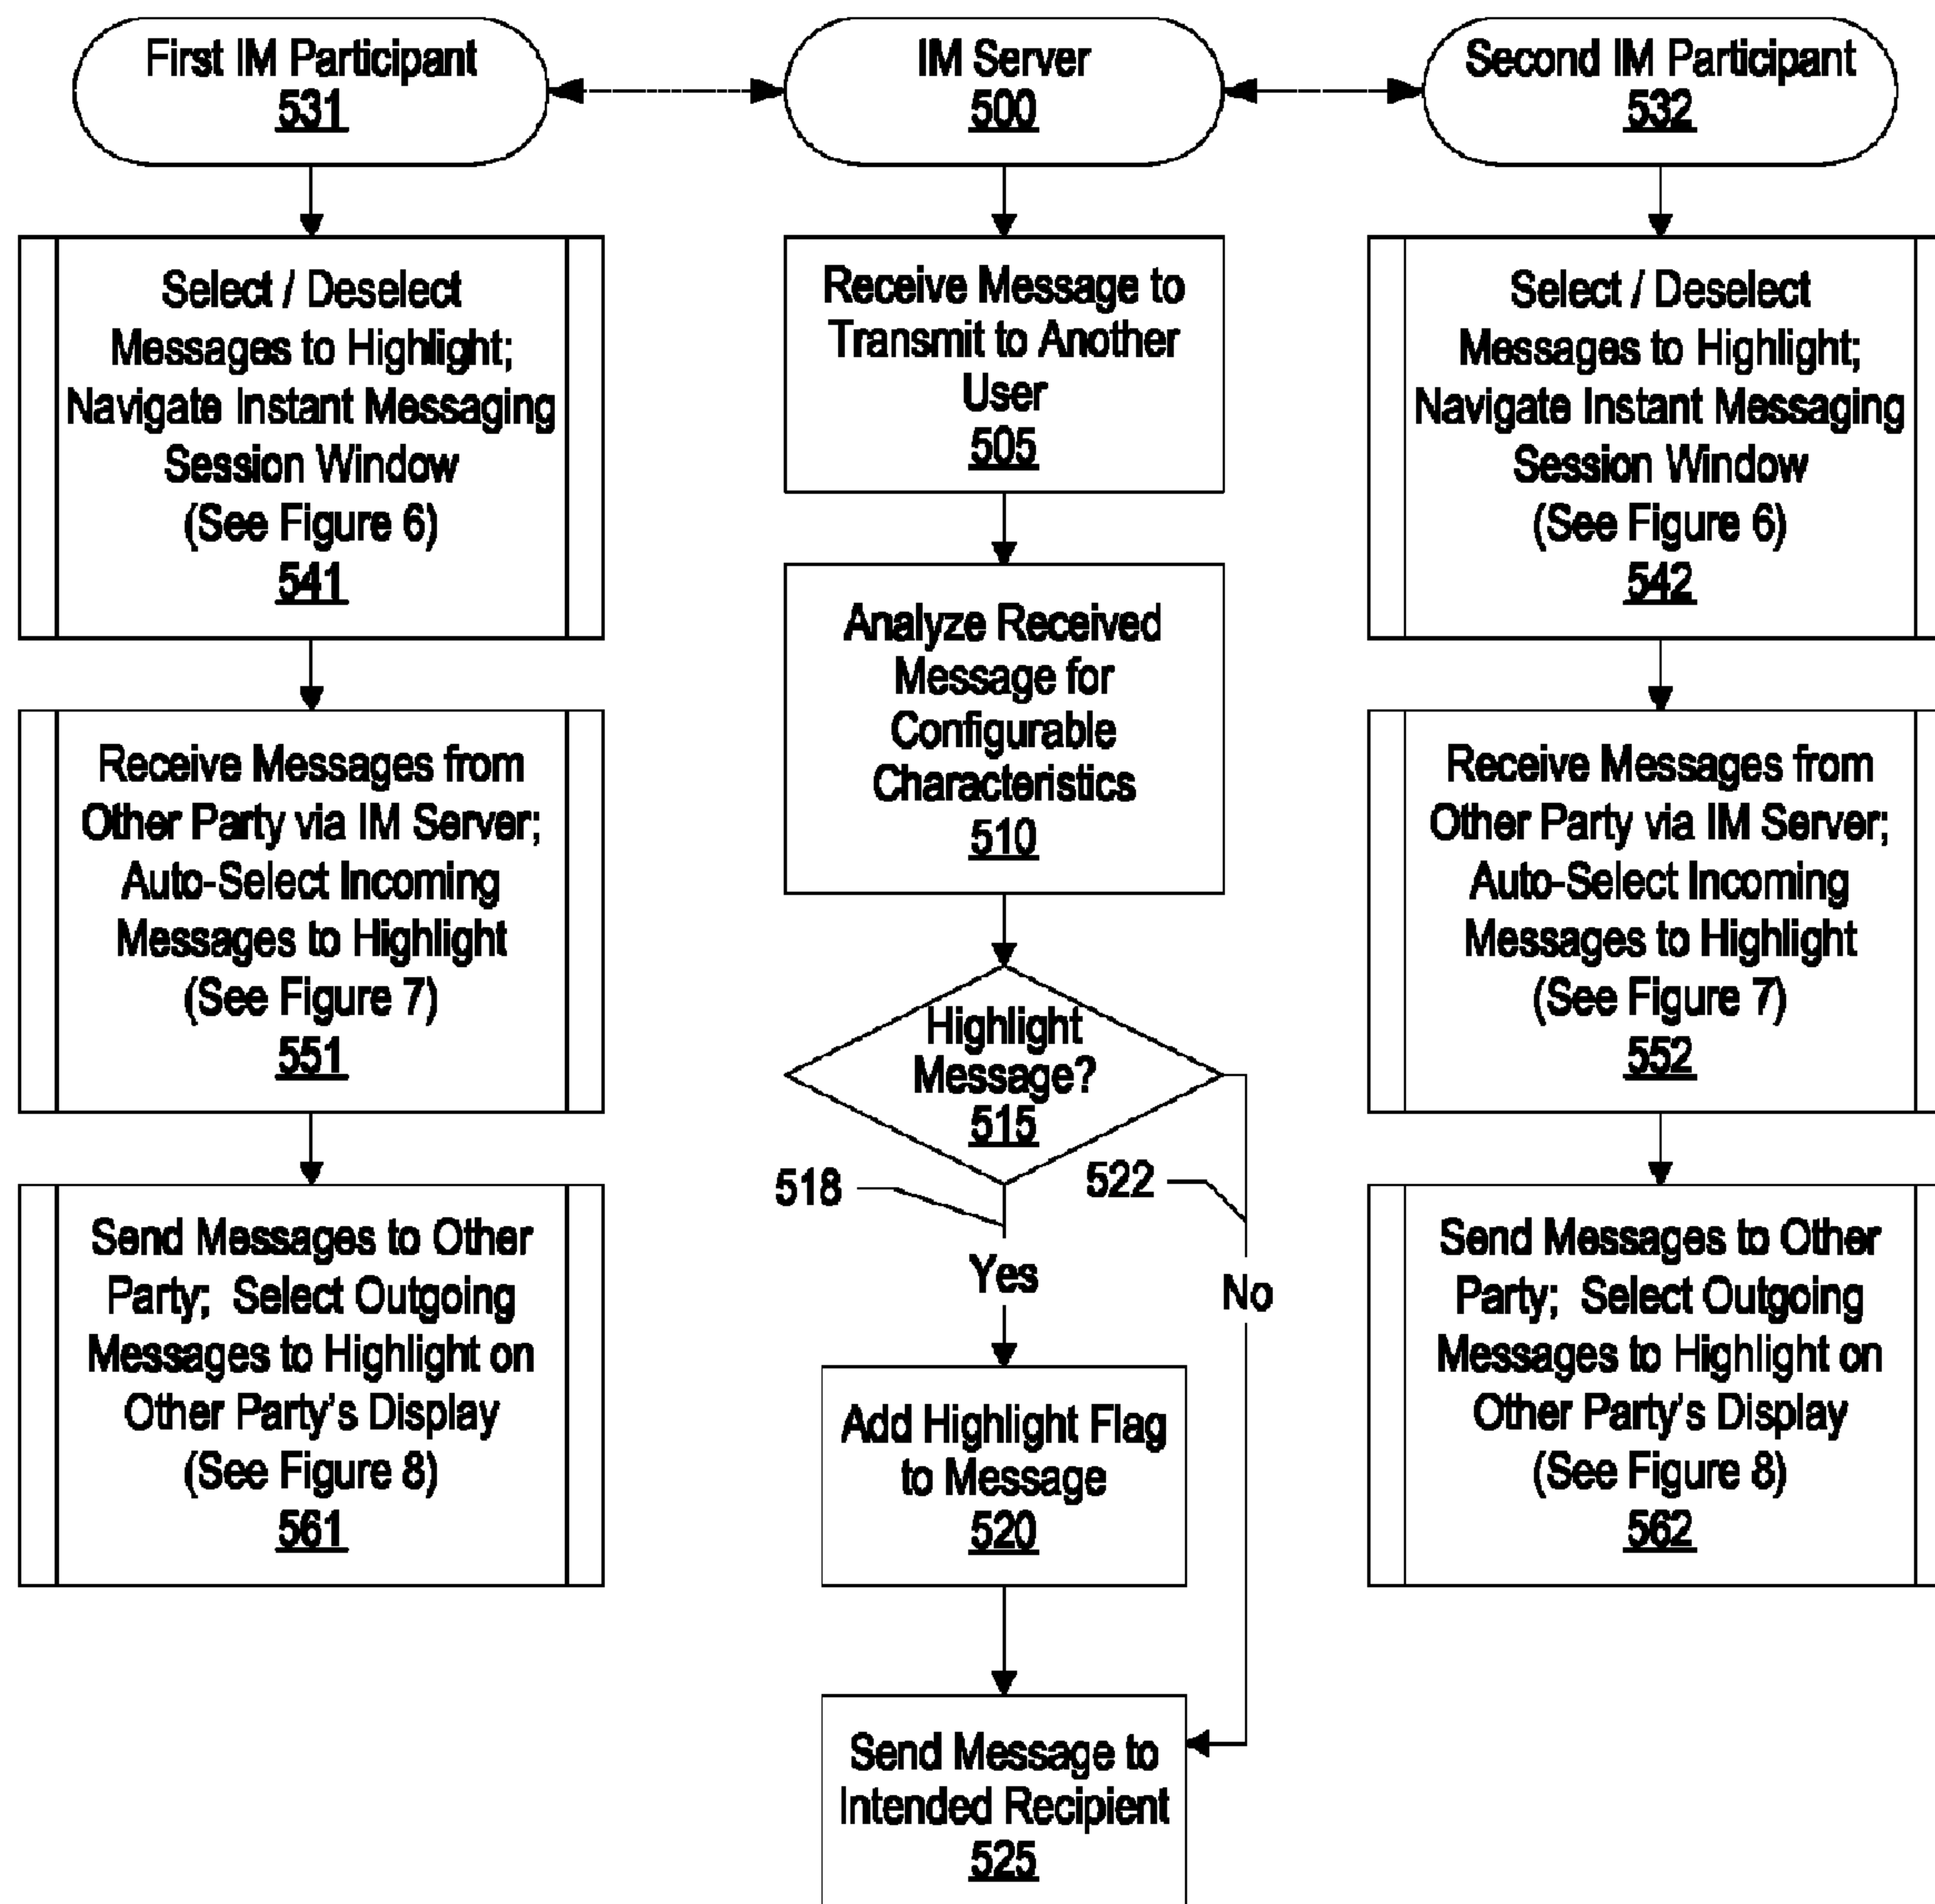 First IM Participant
531
IM Server
500
Second IM Participant
532
Select / Deselect
Messages to Highlight;
Navigate Instant Messaging
Session Window
(See Figure 6)
541
Receive Messages from
Other Party via IM Server;
Auto-Select Incoming
Messages to Highlight
(See Figure 7)
551
Send Messages to Other
Party; Select Outgoing
Messages to Highlight on
Other Party's Display
(See Figure 8)
561
Receive Message to
Transmit to Another
User
505
Analyze Received
Message for
Configurable
Characteristics
510
Highlight
Message?
515
518
522
Yes
No
Add Highlight Flag
to Message
520
Send Message to
Intended Recipient
525
Select / Deselect
Messages to Highlight;
Navigate Instant Messaging
Session Window
(See Figure 6)
542
Receive Messages from
Other Party via IM Server;
Auto-Select Incoming
Messages to Highlight
(See Figure 7)
552
Send Messages to Other
Party; Select Outgoing
Messages to Highlight on
Other Party's Display
(See Figure 8)
562